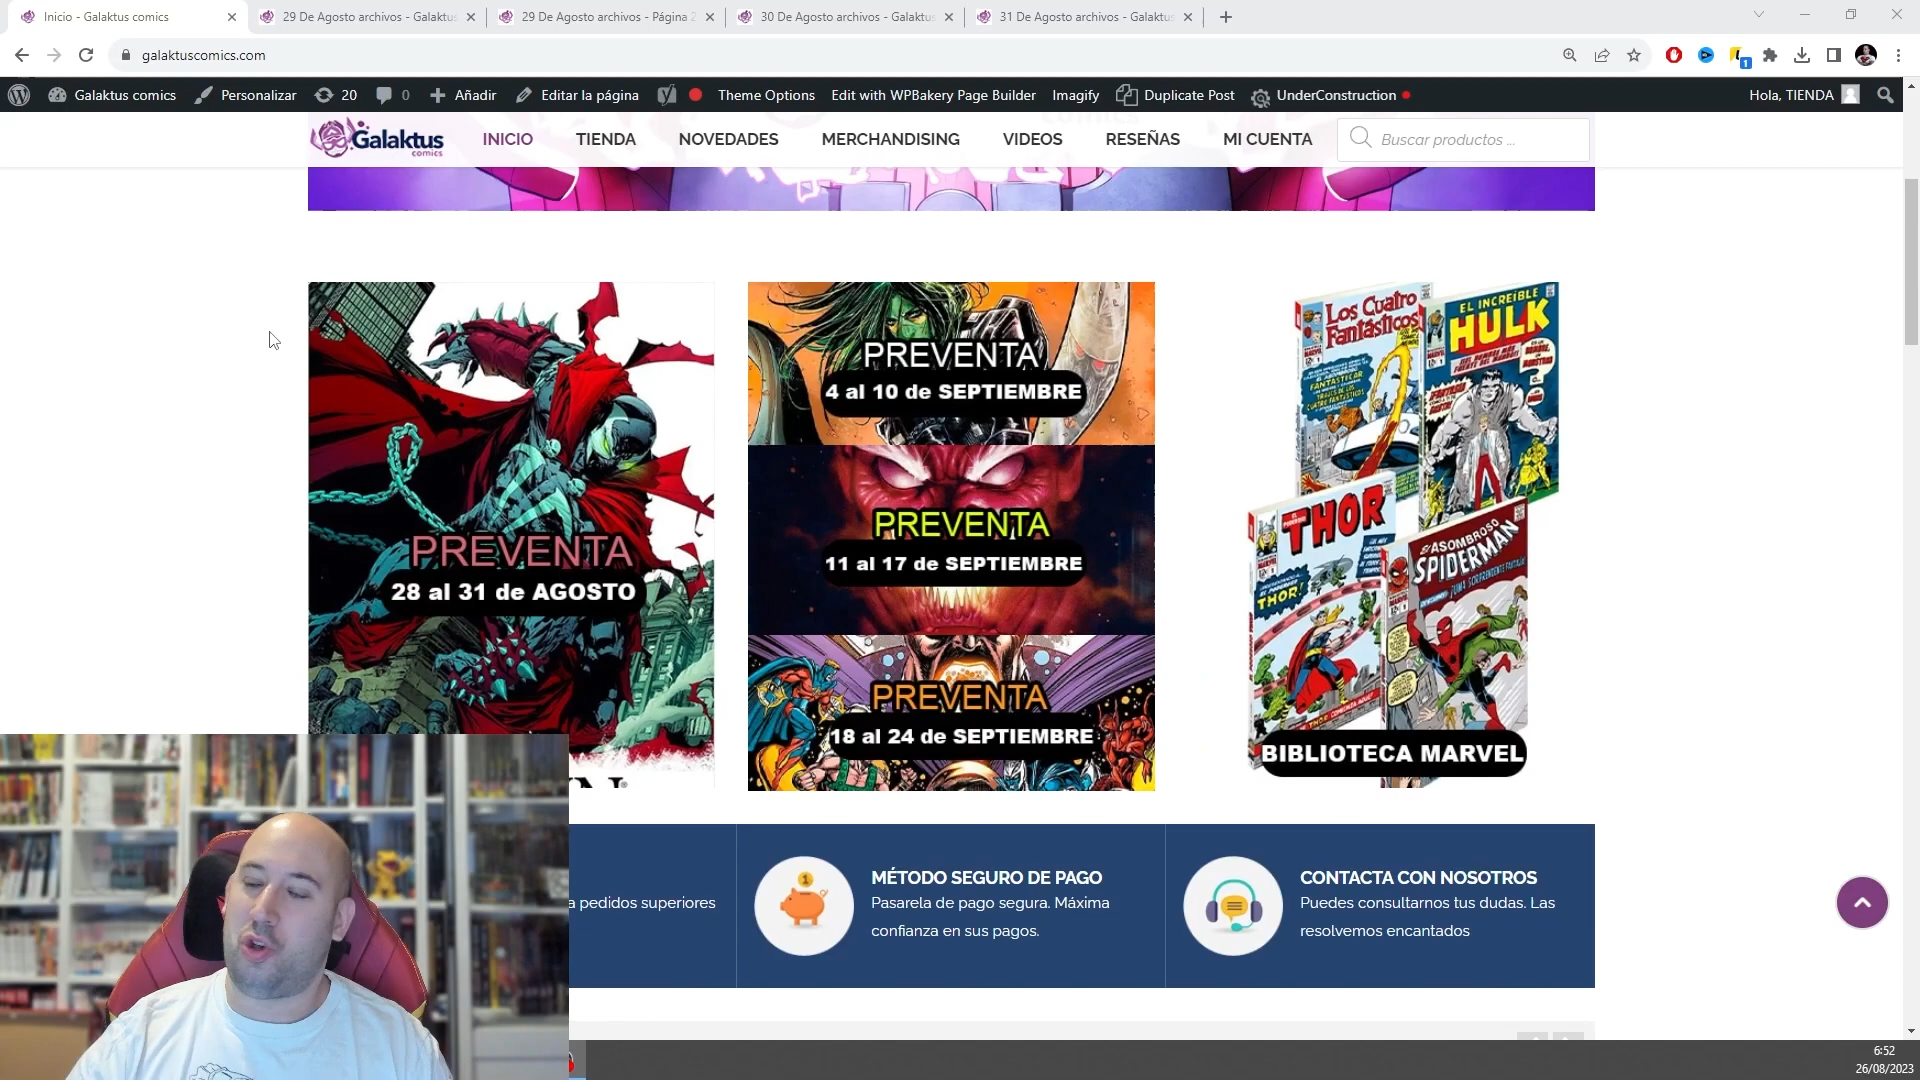 Inicio - Galaktus comics
29 De Agosto archivos - Galaktus
29 De Agosto archivos - Página 2
30 De Agosto archivos - Galaktus
31 De Agosto archivos - Galaktus
galaktuscomics.com
1
Galaktus comics
Personalizar
20
0
Añadir
Editar la página
Theme Options
Edit with WPBakery Page Builder
Imagify
Duplicate Post
UnderConstruction
Hola, TIENDA
Galaktus
comics
INICIO
TIENDA
NOVEDADES
MERCHANDISING
VIDEOS
RESEÑAS
MI CUENTA
Buscar productos ...
PREVENTA
28 al 31 de AGOSTO
PREVENTA
4 al 10 de SEPTIEMBRE
PREVENTA
11 al 17 de SEPTIEMBRE
PREVENTA
18 al 24 de SEPTIEMBRE
Los Cuatro
Fantásticos
EL INCREÍBLE
HULK
THOR
EL ASOMBROSO
SPIDERMAN
BIBLIOTECA MARVEL
a pedidos superiores
MÉTODO SEGURO DE PAGO
Pasarela de pago segura. Máxima
confianza en sus pagos.
CONTACTA CON NOSOTROS
Puedes consultarnos tus dudas. Las
resolvemos encantados
6:52
26/08/2023